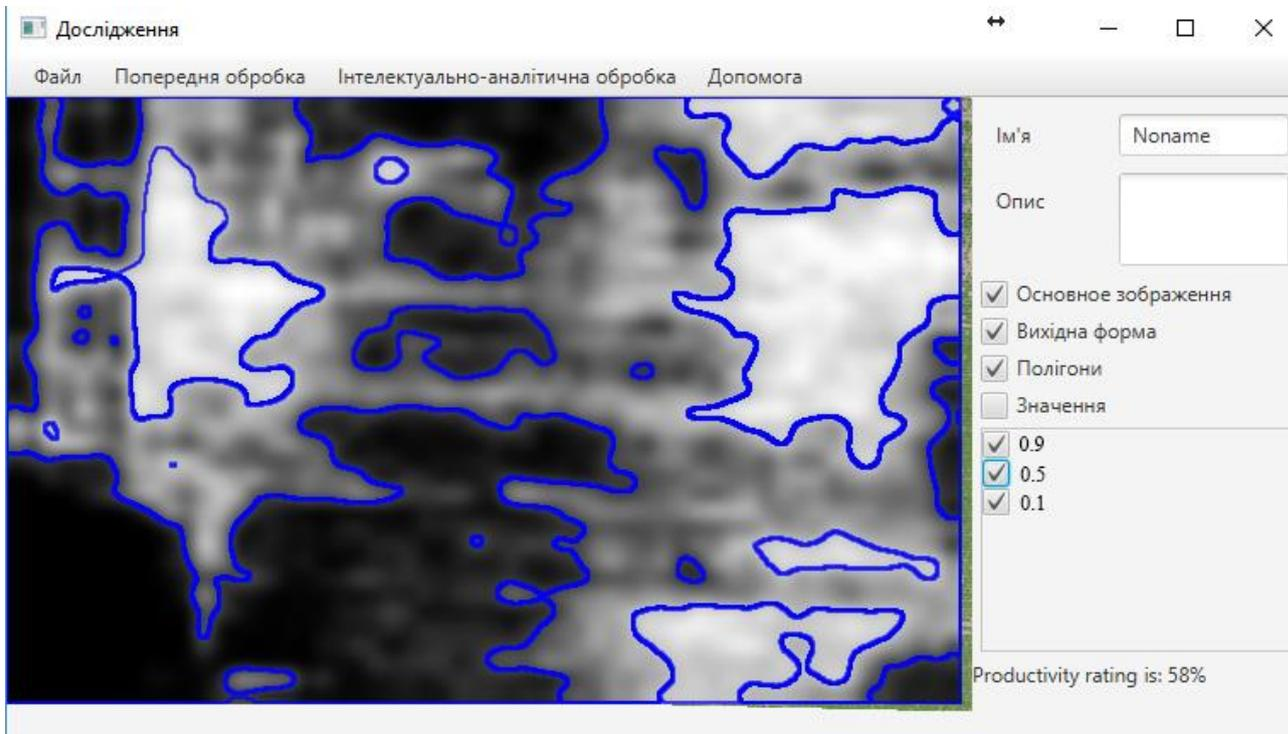 Дослідження
Файл Попередня обробка Інтелектуально-аналітична обробка Допомога
Ім'я Noname
Опис
Основное зображення
Вихідна форма
Полігони
Значення
0.9
0.5
0.1
Productivity rating is: 58%